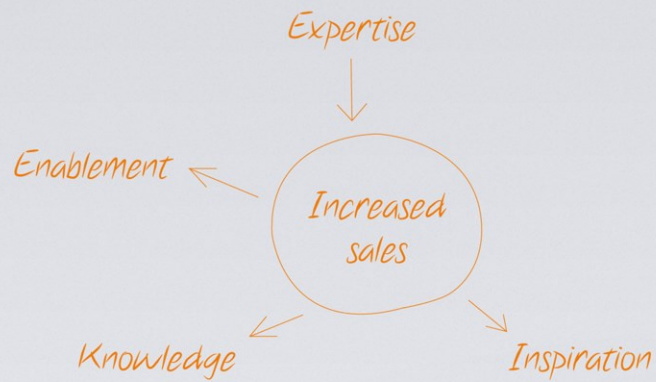 Expertise
Enablement
Increased
sales
Knowledge
Inspiration